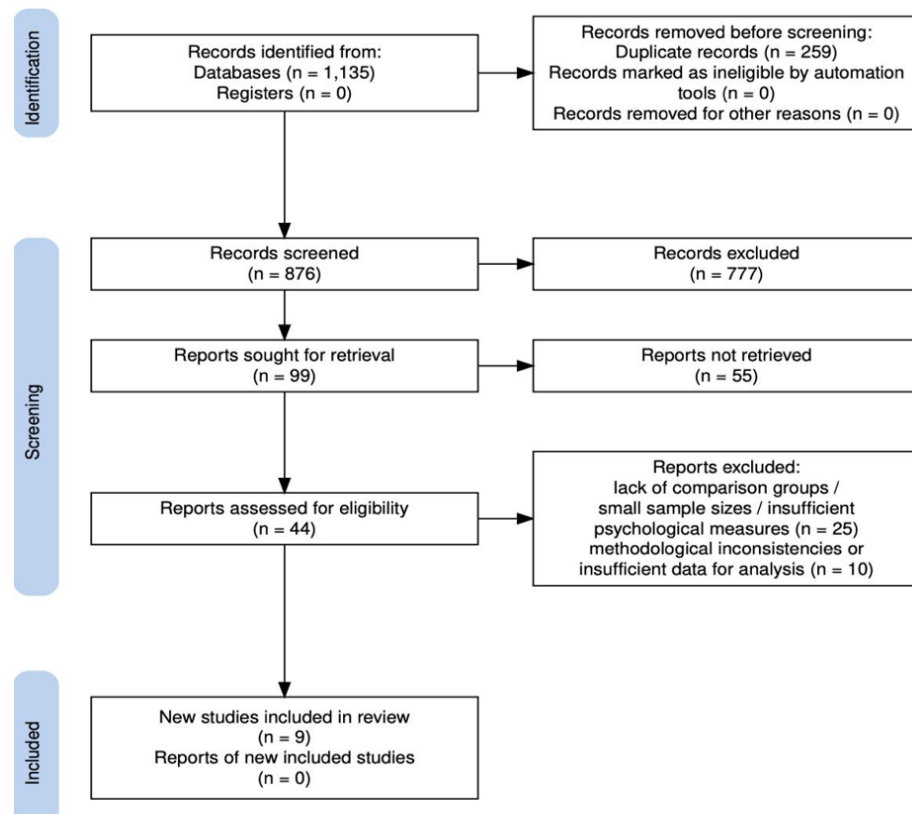 Identification
Records identified from:
Databases (n = 1,135)
Registers (n = 0)
Records removed before screening:
Duplicate records (n = 259)
Records marked as ineligible by automation
tools (n = 0)
Records removed for other reasons (n = 0)
Screening
Records screened
(n = 876)
Records excluded
(n = 777)
Reports sought for retrieval
(n = 99)
Reports not retrieved
(n = 55)
Reports assessed for eligibility
(n = 44)
Reports excluded:
lack of comparison groups /
small sample sizes / insufficient
psychological measures (n = 25)
methodological inconsistencies or
insufficient data for analysis (n = 10)
Included
New studies included in review
(n = 9)
Reports of new included studies
(n = 0)